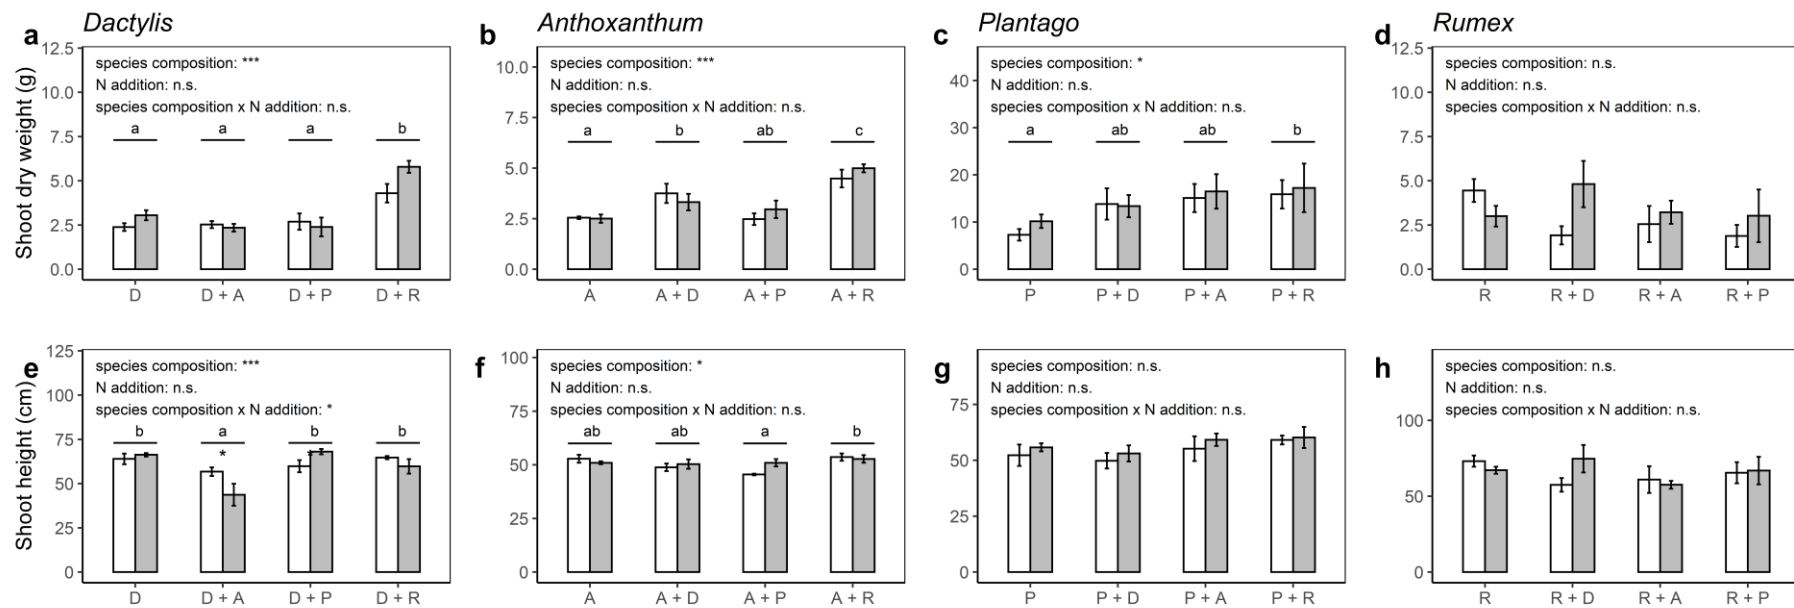 Dactylis
Anthoxanthum
Plantago
Rumex
a
b
c
d
Shoot dry weight (g)
12.5
10.0
7.5
5.0
2.5
0.0
species composition: ***
N addition: n.s.
species composition x N addition: n.s.
a
a
a
b
D
D + A
D + P
D + R
10.0
7.5
5.0
2.5
0.0
species composition: ***
N addition: n.s.
species composition x N addition: n.s.
a
b
ab
c
A
A + D
A + P
A + R
40
30
20
10
0
species composition: *
N addition: n.s.
species composition x N addition: n.s.
a
ab
ab
b
P
P + D
P + A
P + R
12.5
10.0
7.5
5.0
2.5
0.0
species composition: n.s.
N addition: n.s.
species composition x N addition: n.s.
R
R + D
R + A
R + P
e
f
g
h
Shoot height (cm)
125
100
75
50
25
0
species composition: ***
N addition: n.s.
species composition x N addition: *
b
a
b
b
*
*
D
D + A
D + P
D + R
100
75
50
25
0
species composition: *
N addition: n.s.
species composition x N addition: n.s.
ab
ab
a
b
A
A + D
A + P
A + R
75
50
25
0
species composition: n.s.
N addition: n.s.
species composition x N addition: n.s.
P
P + D
P + A
P + R
100
50
0
species composition: n.s.
N addition: n.s.
species composition x N addition: n.s.
R
R + D
R + A
R + P